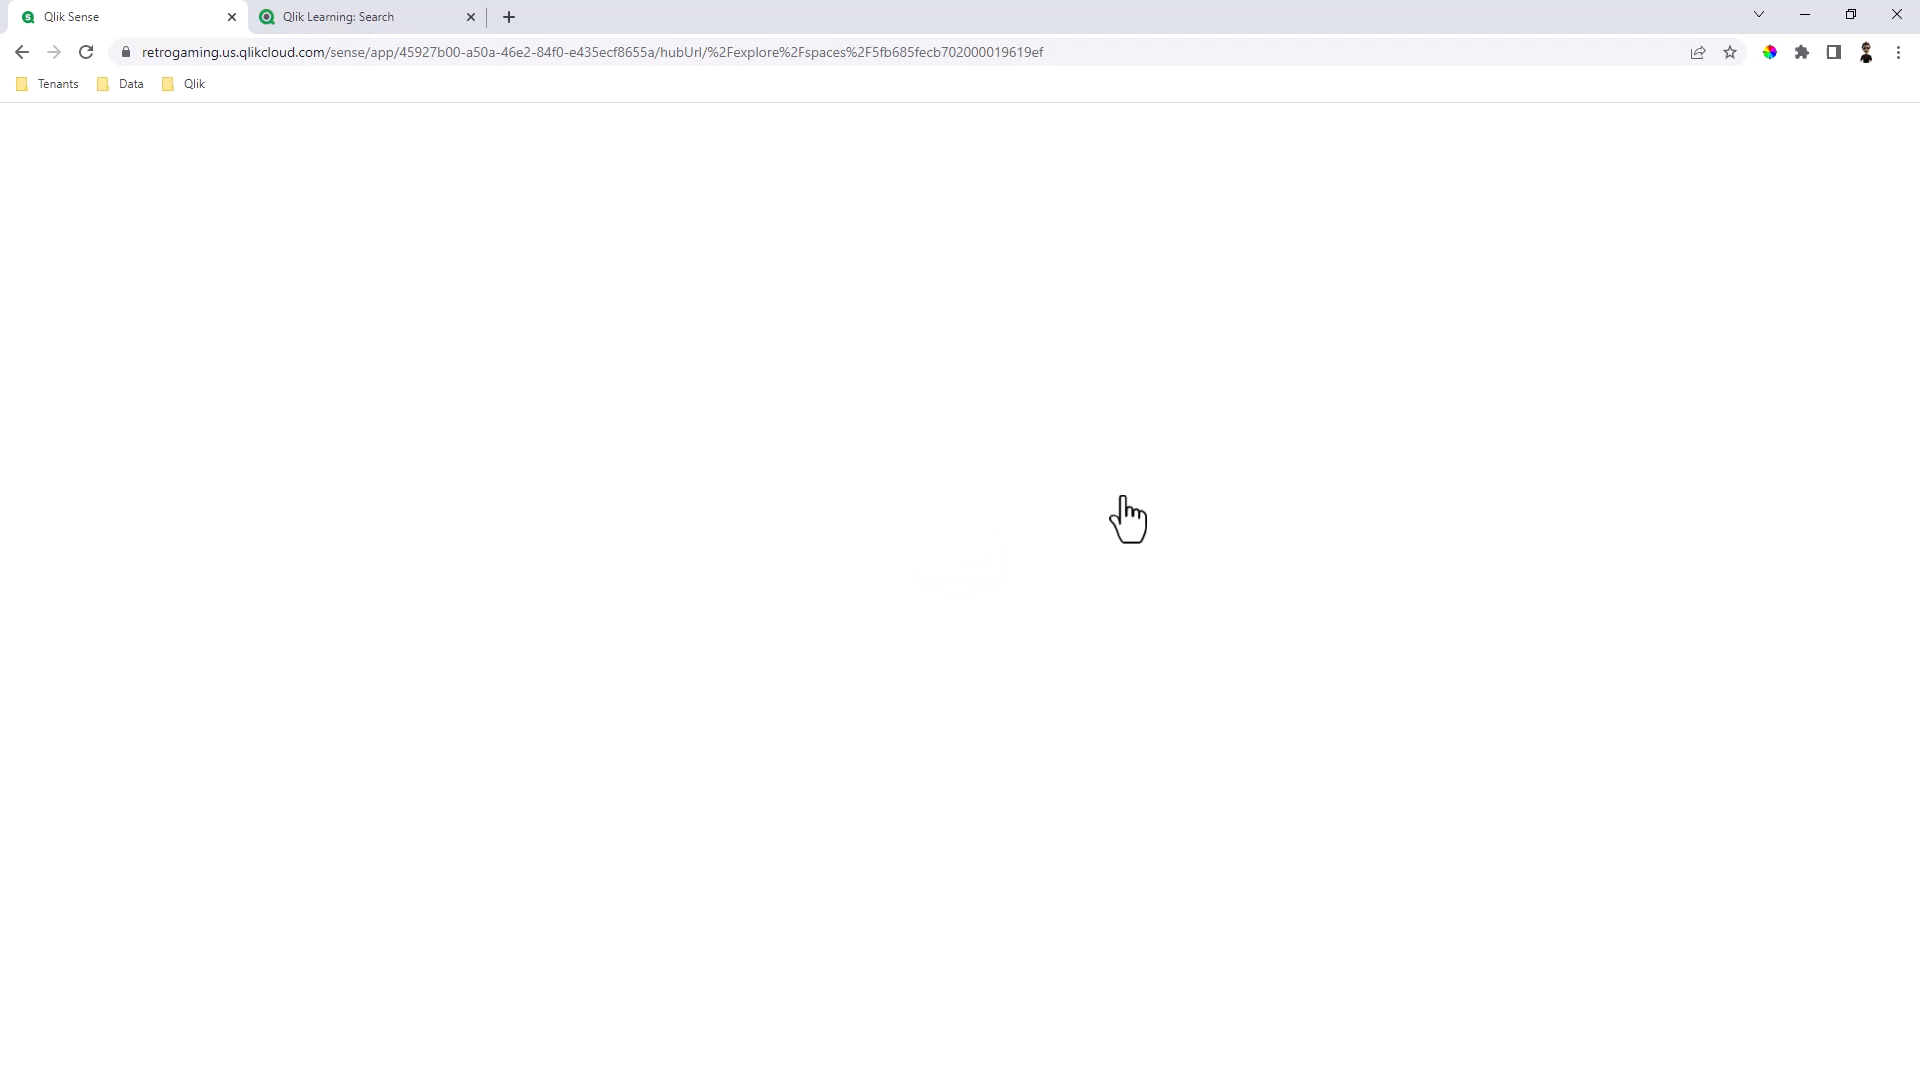 Qlik Sense
Qlik Learning: Search
retrogaming.us.qlikcloud.com/sense/app/45927b00-a50a-46e2-84f0-e435ecf8655a/hubUrl/%2Fexplore%2Fspaces%2F5fb685fecb702000019619ef
Tenants
Data
Qlik